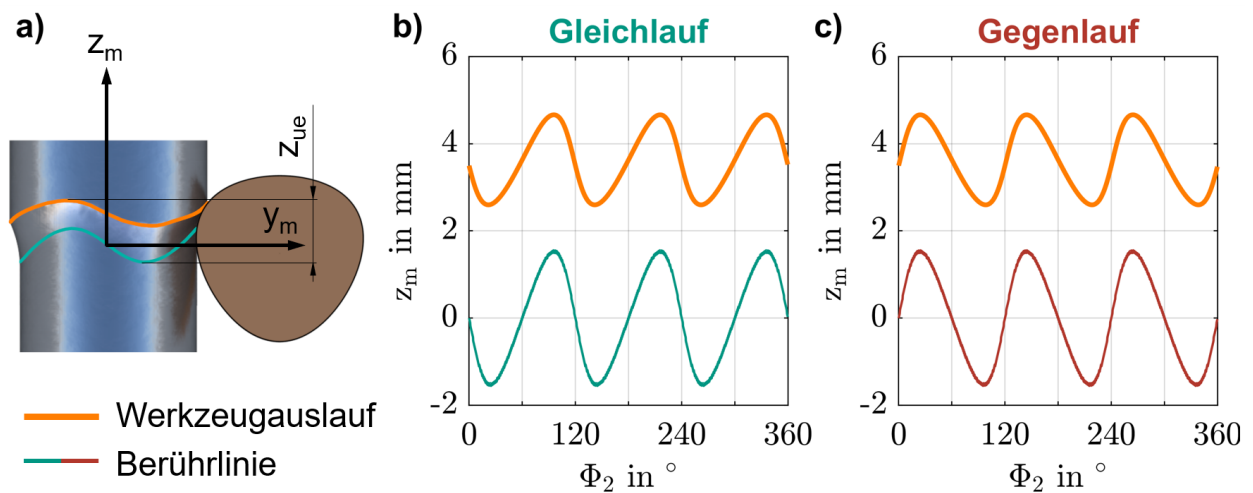 a)
z_m
z_ue
y_m
Werkzeugauslauf
Berührlinie
b)
Gleichlauf
6
4
2
0
-2
z_m in mm
0 120 240 360
Φ_2 in °
c)
Gegenlauf
6
4
2
0
-2
z_m in mm
0 120 240 360
Φ_2 in °